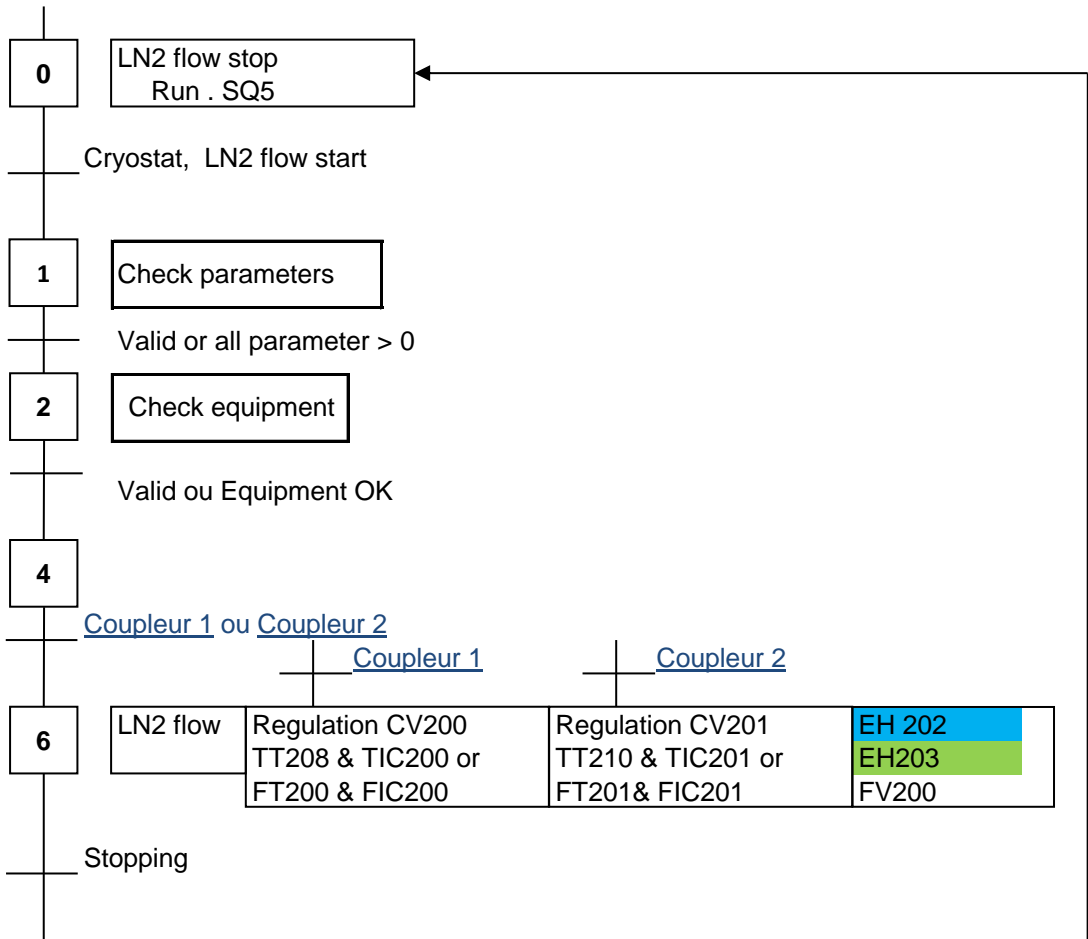 0
LN2 flow stop
Run . SQ5
Cryostat, LN2 flow start
1
Check parameters
Valid or all parameter > 0
2
Check equipment
Valid ou Equipment OK
4
Coupleur 1 ou Coupleur 2
Coupleur 1
Coupleur 2
6
LN2 flow
Regulation CV200
TT208 & TIC200 or
FT200 & FIC200
Regulation CV201
TT210 & TIC201 or
FT201& FIC201
EH 202
EH203
FV200
Stopping